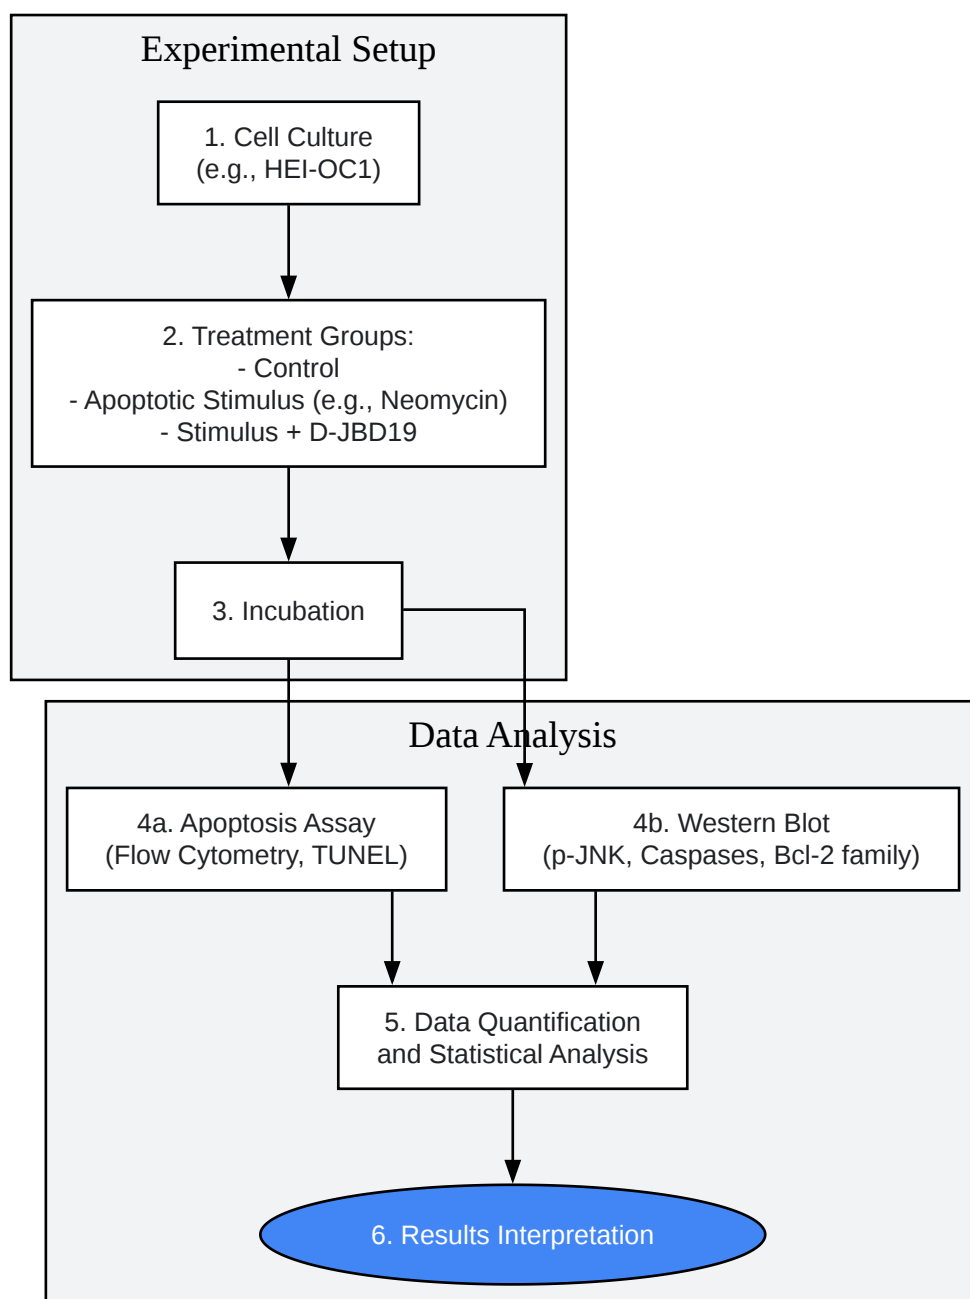 Experimental Setup
1. Cell Culture
(e.g., HEI-OC1)
2. Treatment Groups:
- Control
- Apoptotic Stimulus (e.g., Neomycin)
- Stimulus + D-JBD19
3. Incubation
Data Analysis
4a. Apoptosis Assay
(Flow Cytometry, TUNEL)
4b. Western Blot
(p-JNK, Caspases, Bcl-2 family)
5. Data Quantification
and Statistical Analysis
6. Results Interpretation